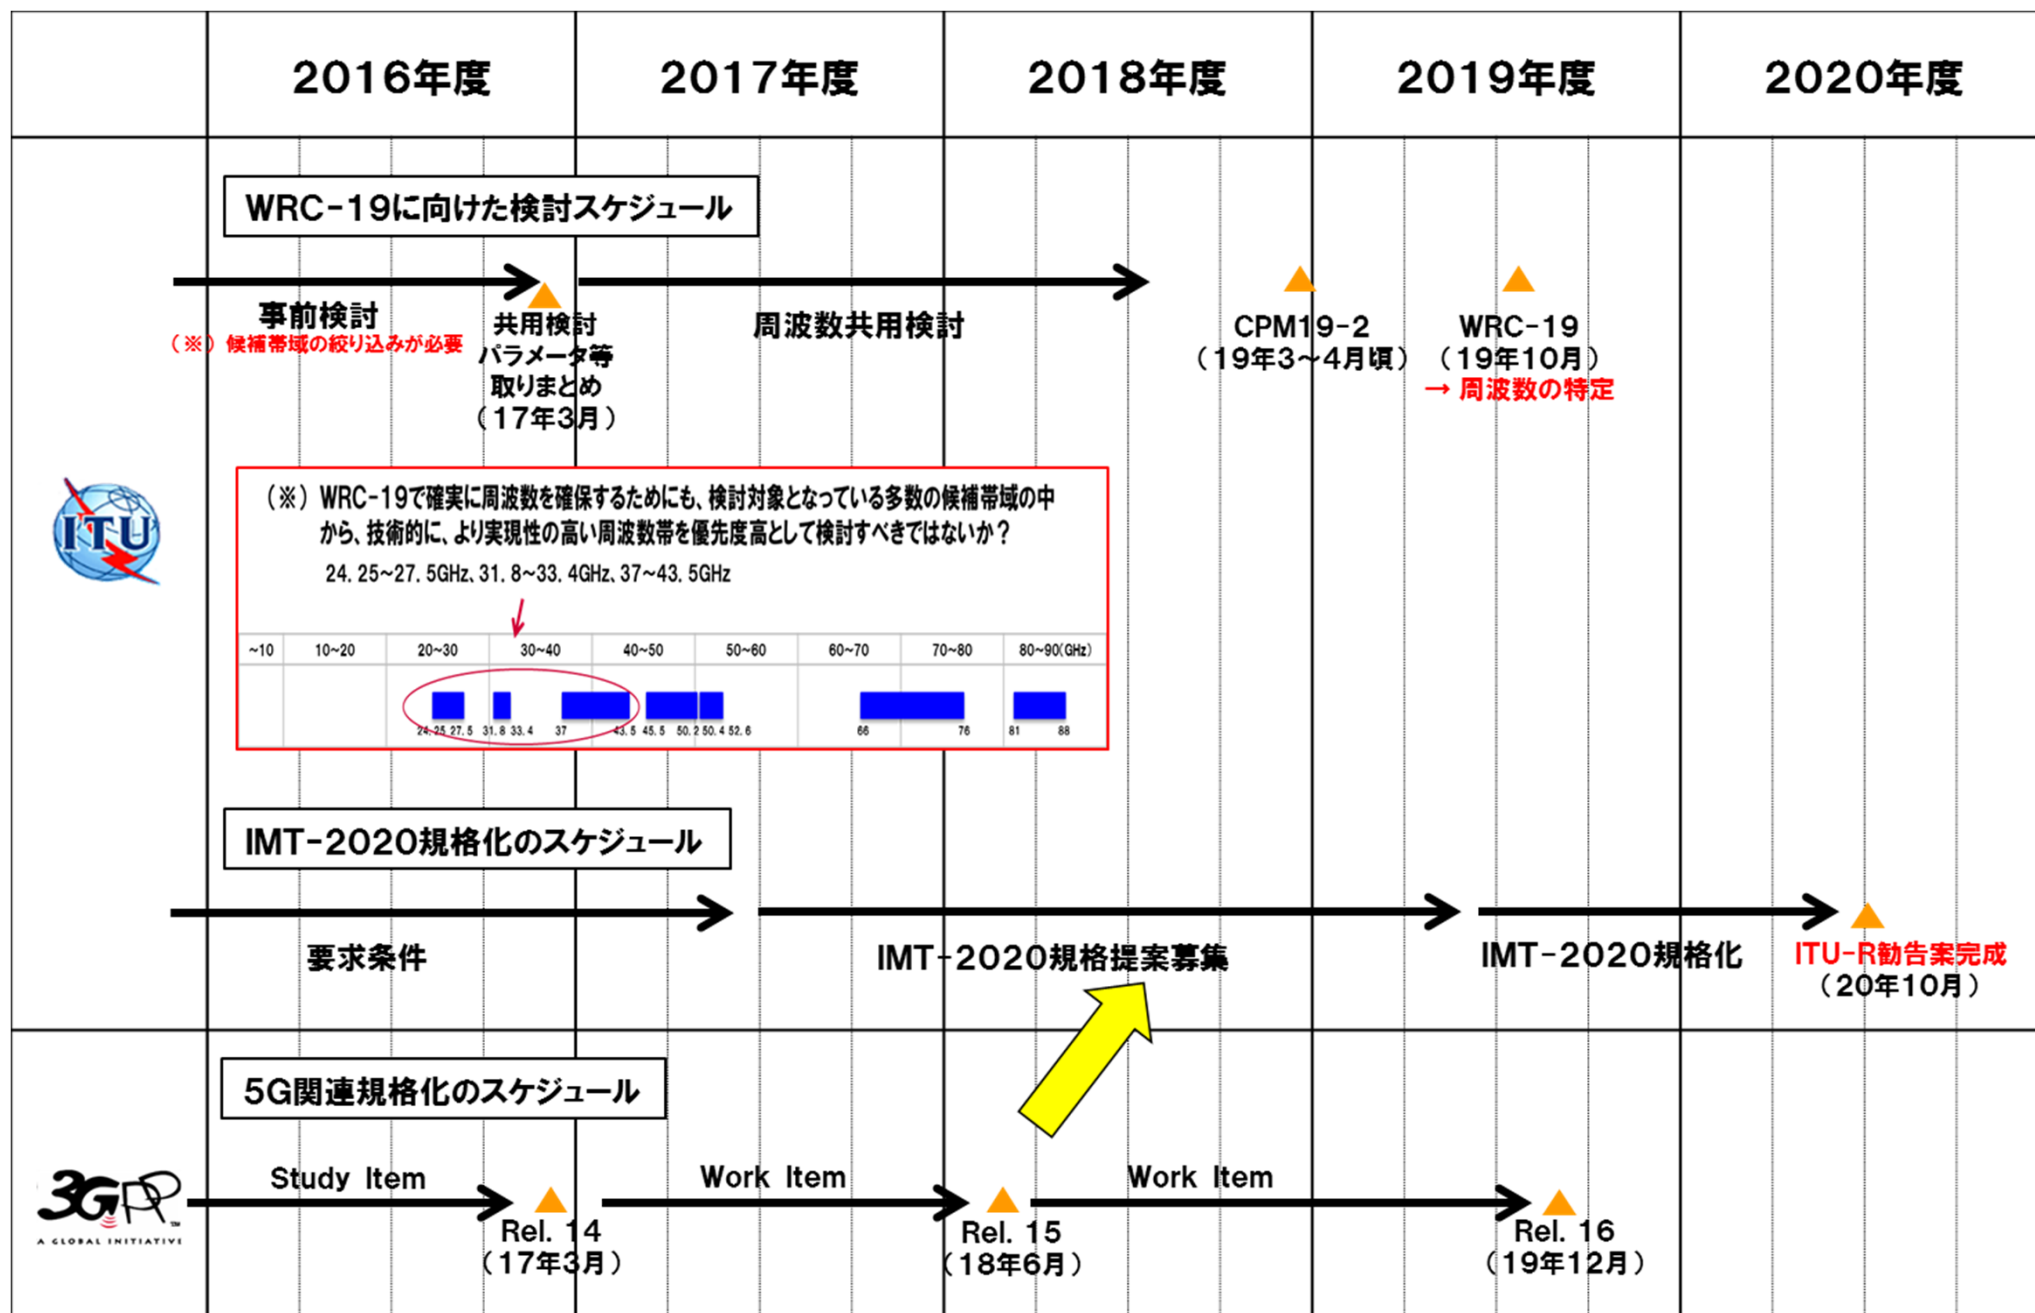 2016年度
2017年度
2018年度
2019年度
2020年度
WRC-19に向けた検討スケジュール
事前検討
（※）候補帯域の絞り込みが必要
共用検討
パラメータ等
取りまとめ
（17年3月）
周波数共用検討
CPM19-2
（19年3～4月頃）
WRC-19
（19年10月）
→ 周波数の特定
ITU
（※）WRC-19で確実に周波数を確保するためにも、検討対象となっている多数の候補帯域の中
から、技術的に、より実現性の高い周波数帯を優先度高として検討すべきではないか？
24.25~27.5GHz、31.8~33.4GHz、37~43.5GHz
~10
10~20
20~30
30~40
40~50
50~60
60~70
70~80
80~90(GHz)
24.25 27.5 31.8 33.4 37 43.5 45.5 50.2 50.4 52.6 66 76 81 88
IMT-2020規格化のスケジュール
要求条件
IMT-2020規格提案募集
IMT-2020規格化
ITU-R勧告案完成
（20年10月）
5G関連規格化のスケジュール
3GPP TM
A GLOBAL INITIATIVE
Study Item
Work Item
Work Item
Rel. 14
（17年3月）
Rel. 15
（18年6月）
Rel. 16
（19年12月）